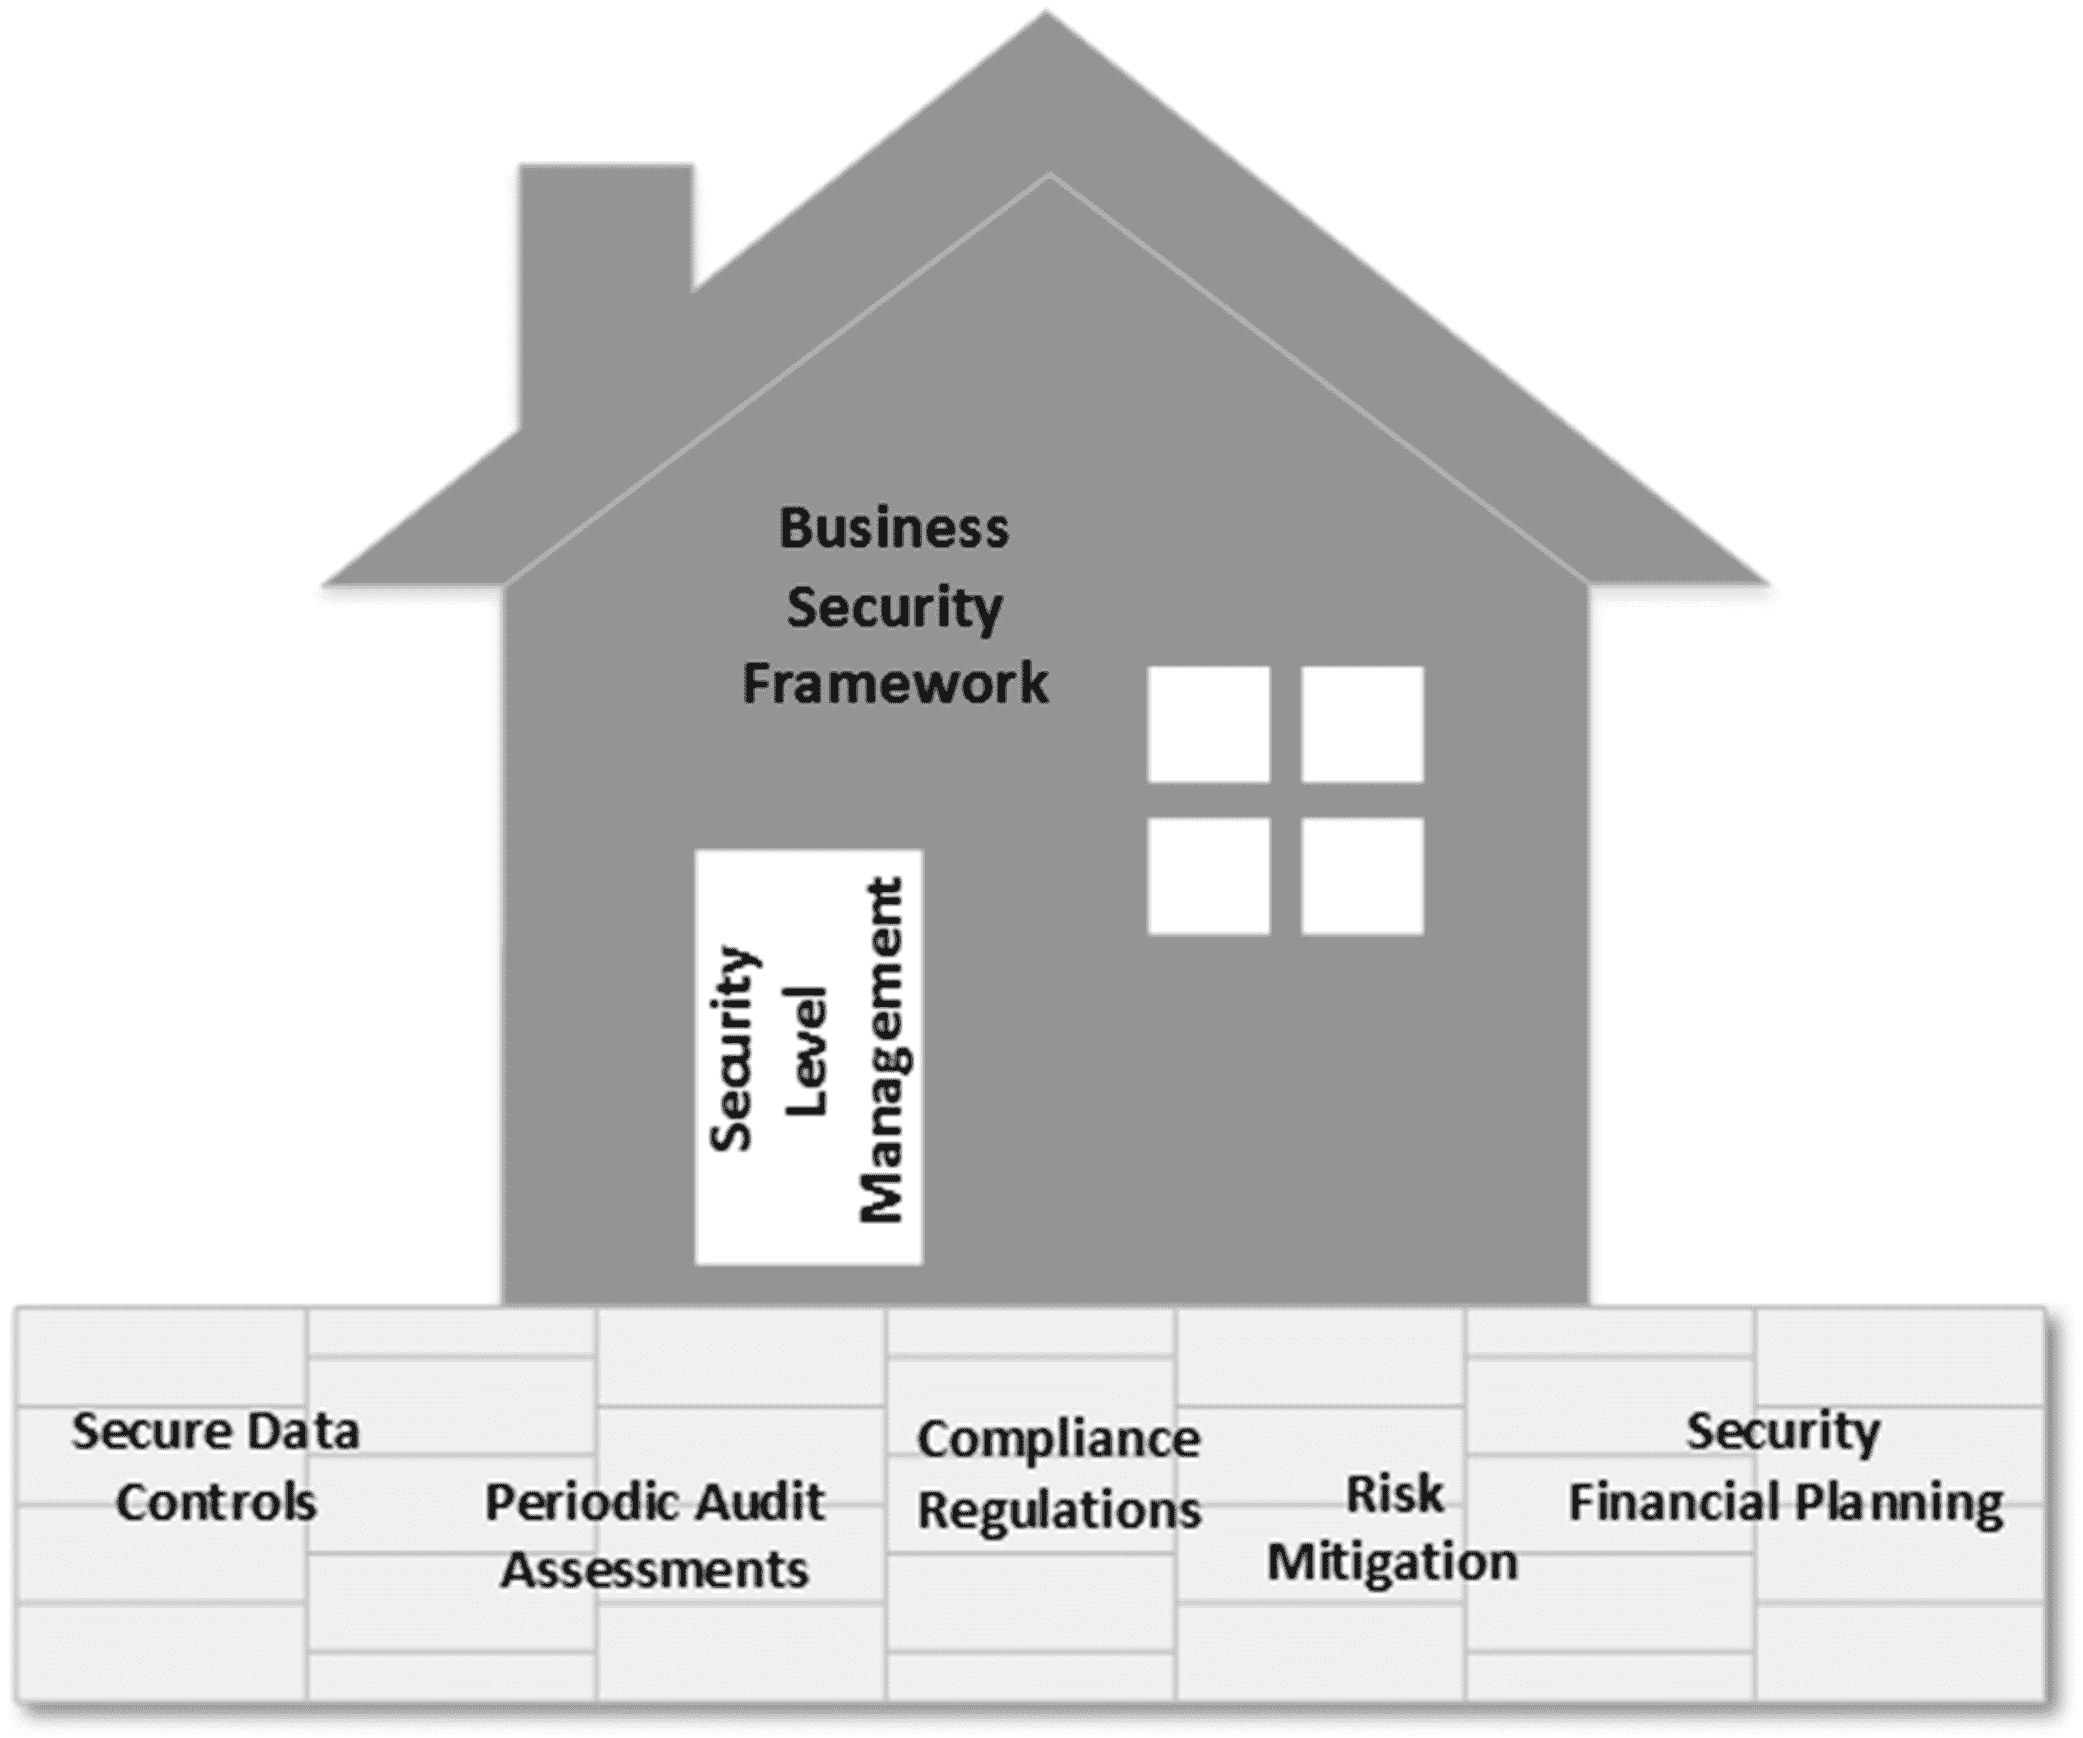 Business
Security
Framework
Security
Level
Management
Secure Data
Controls
Periodic Audit
Assessments
Compliance
Regulations
Risk
Mitigation
Security
Financial Planning